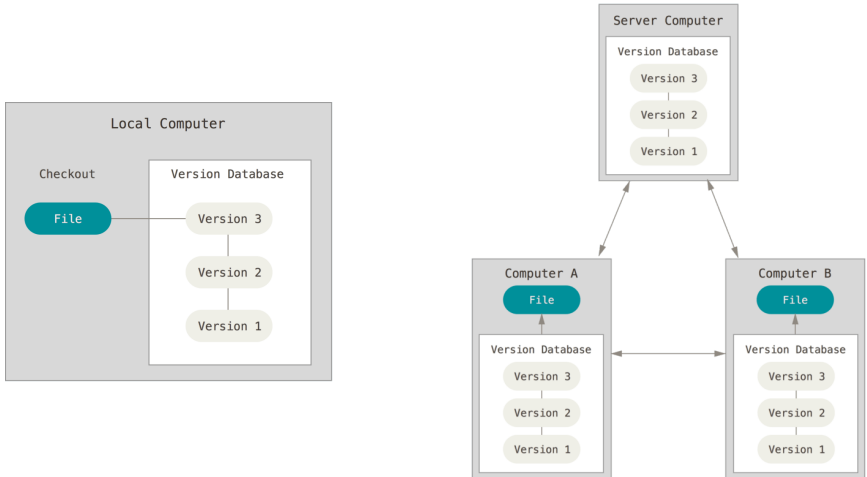 Local Computer
Checkout
Version Database
File
Version 3
Version 2
Version 1
Server Computer
Version Database
Version 3
Version 2
Version 1
Computer A
File
Version Database
Version 3
Version 2
Version 1
Computer B
File
Version Database
Version 3
Version 2
Version 1